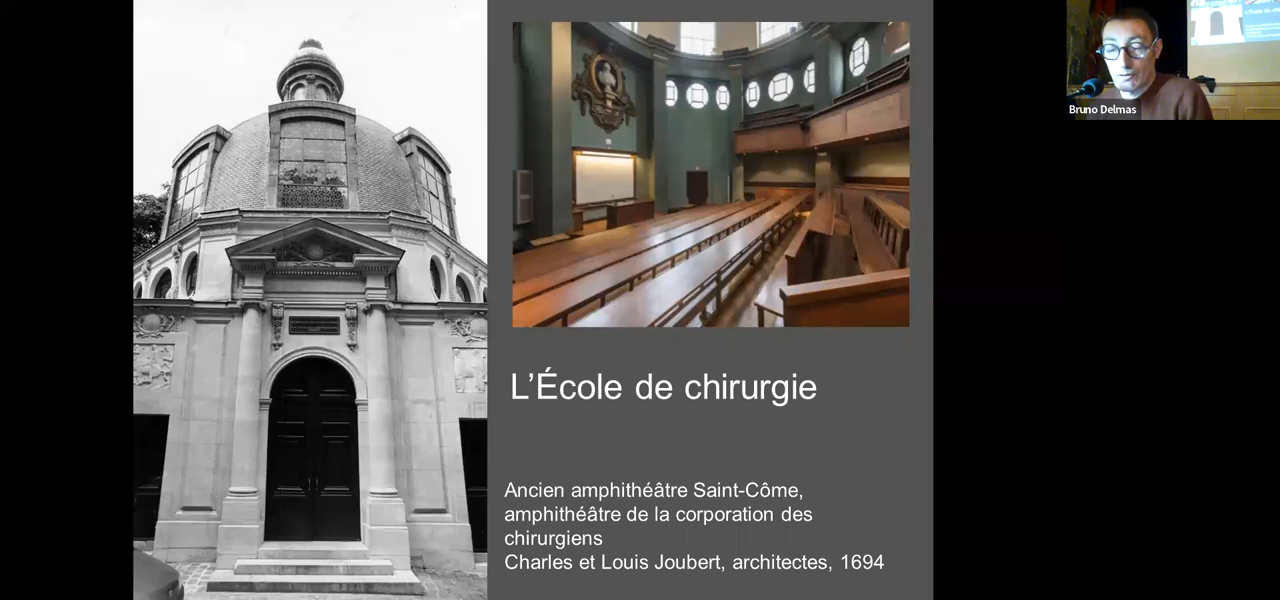 L'École de chirurgie
Ancien amphithéâtre Saint-Côme,
amphithéâtre de la corporation des
chirurgiens
Charles et Louis Joubert, architectes, 1694
Bruno Delmas